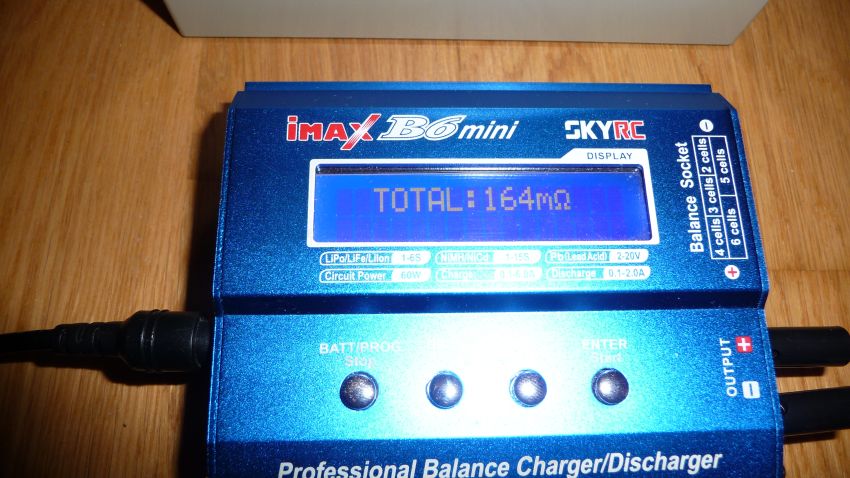 iMAX B6 mini SKYRC
DISPLAY
TOTAL:164mΩ
LiPo/LiFe/LiIon 1-6S NiMH/NiCd 1-15S Pb(Lead Acid) 2-20V
Circuit Power 60W Charge 0.1-6.0A Discharge 0.1-2.0A
Balance Socket
2 cells
3 cells 5 cells
4 cells 6 cells
BATT/PROG ENTER
Stop Start
OUTPUT
Professional Balance Charger/Discharger